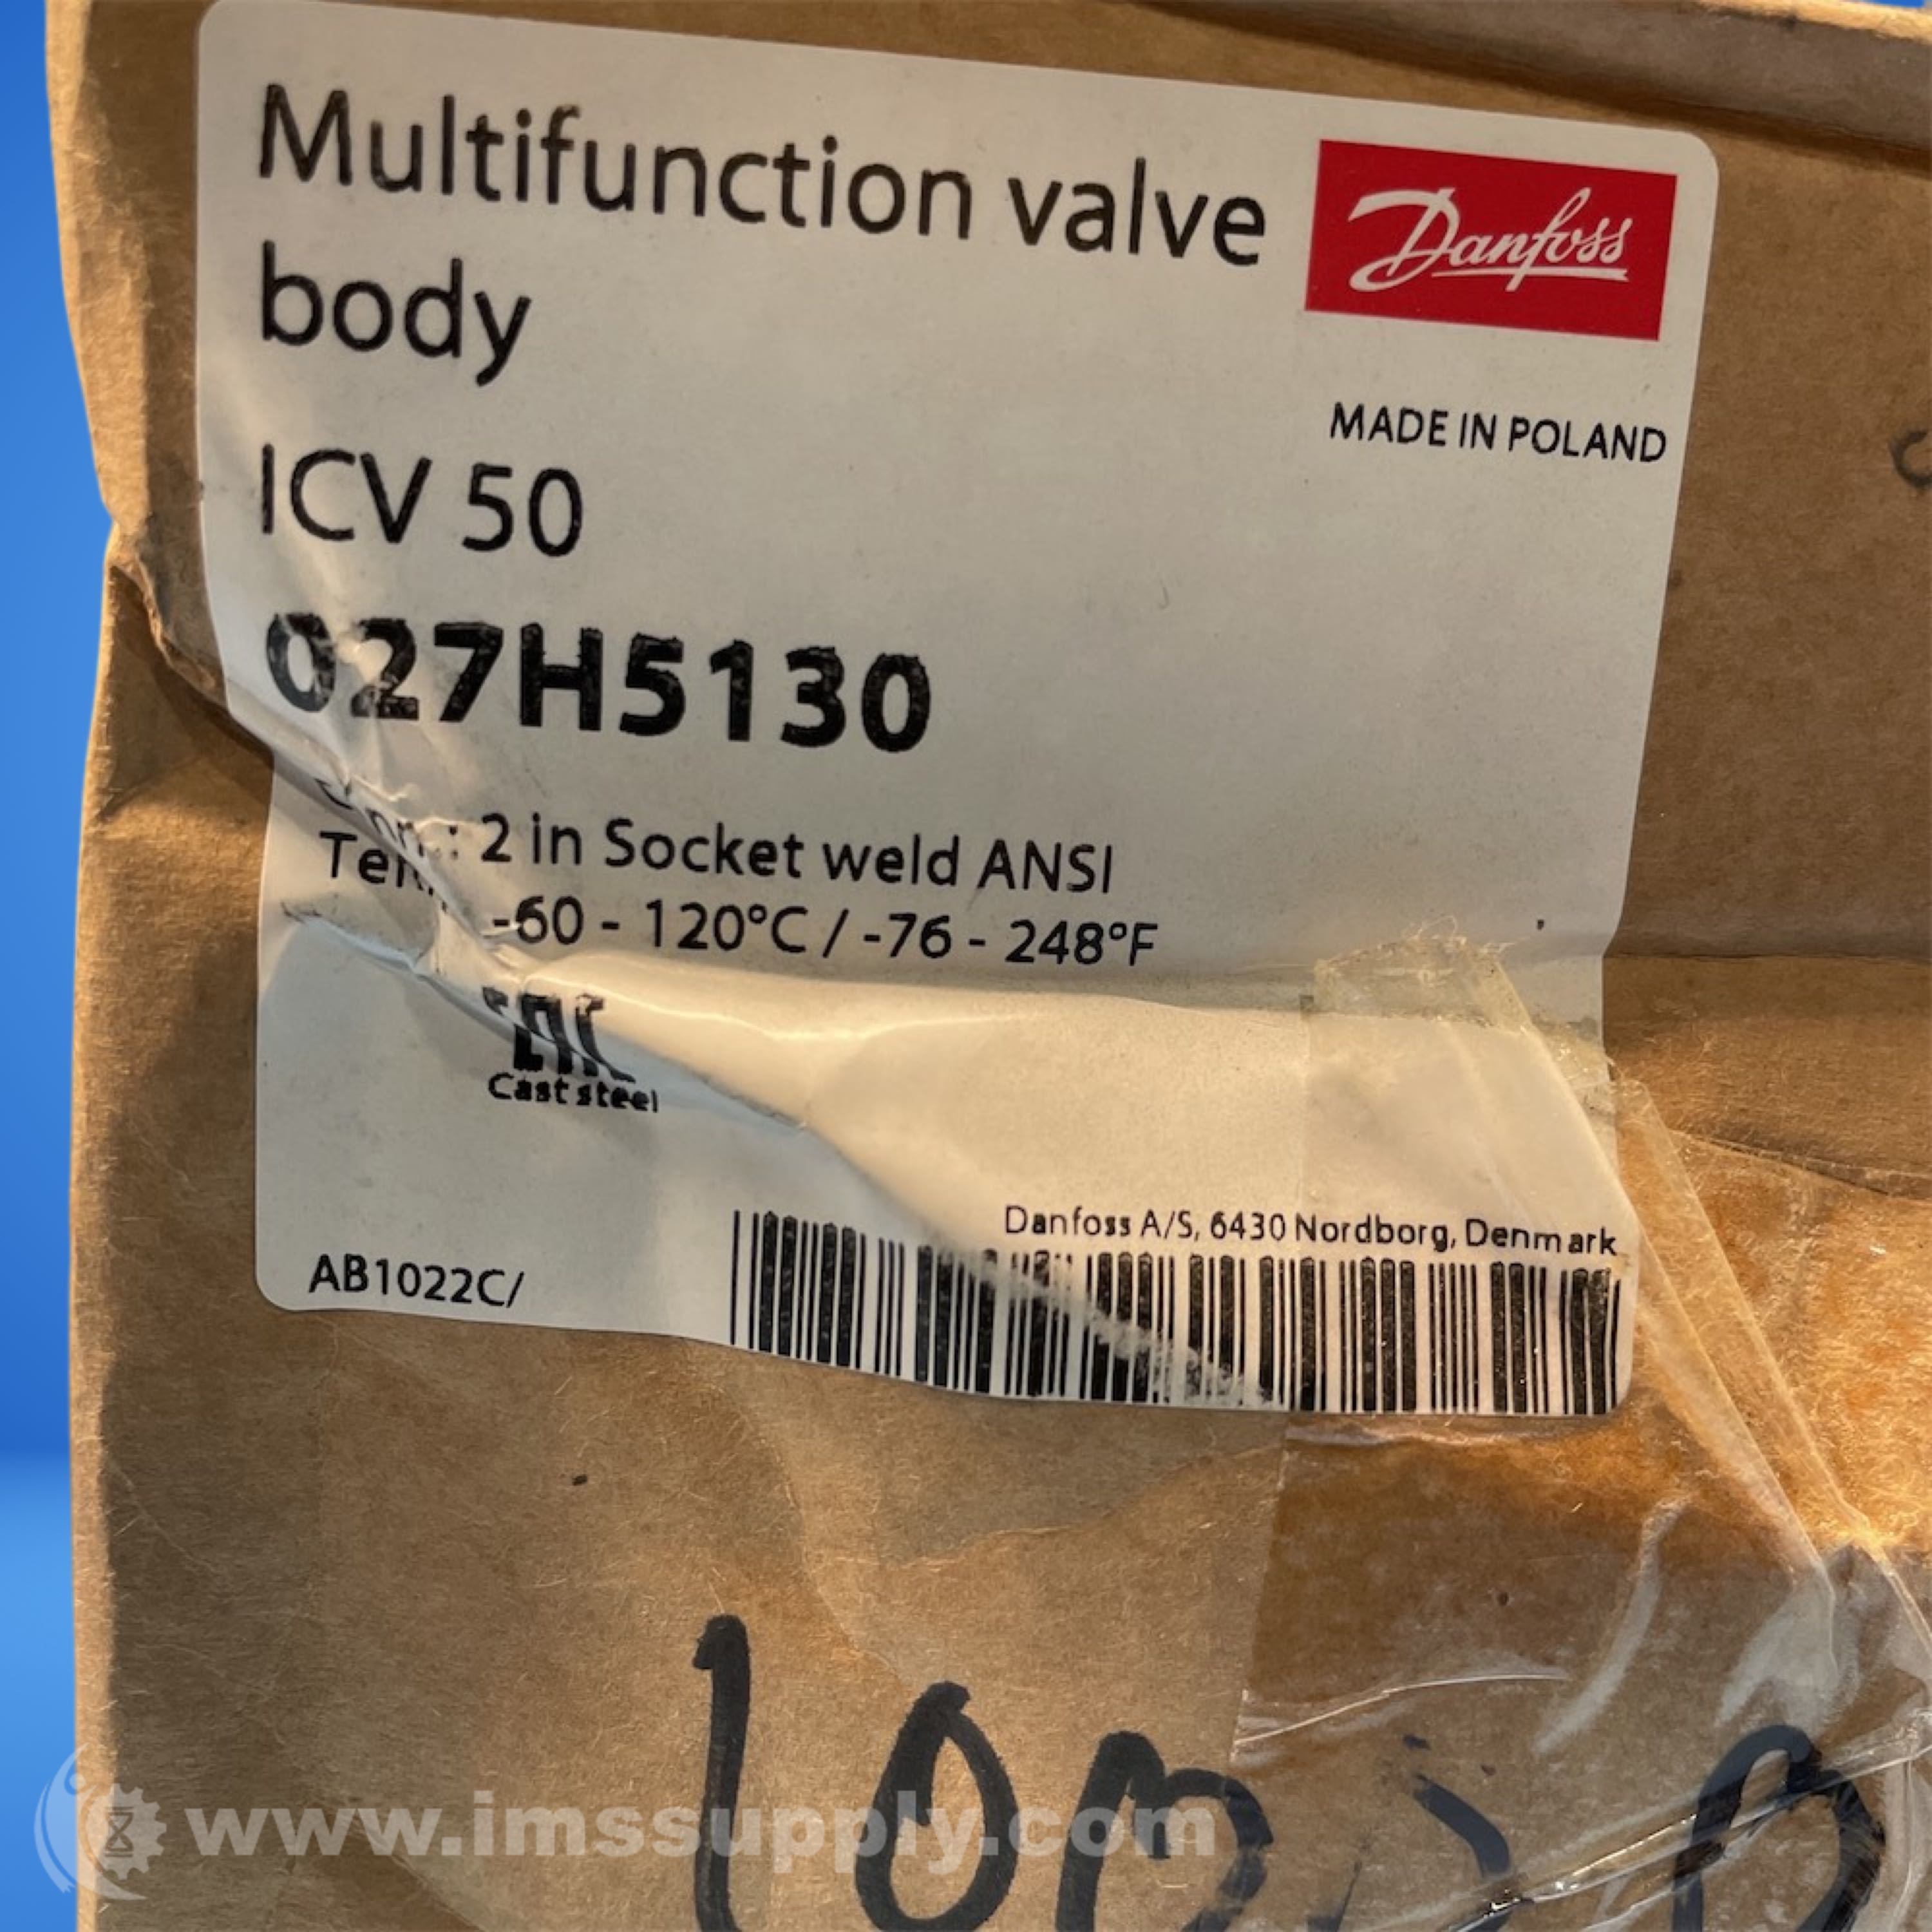 Multifunction valve
body
Danfoss
MADE IN POLAND
ICV 50
027H5130
2 in Socket weld ANSI
-60 - 120°C / -76 - 248°F
EAC
Cast steel
Danfoss A/S, 6430 Nordborg, Denmark
AB1022C/
www.imssupply.com